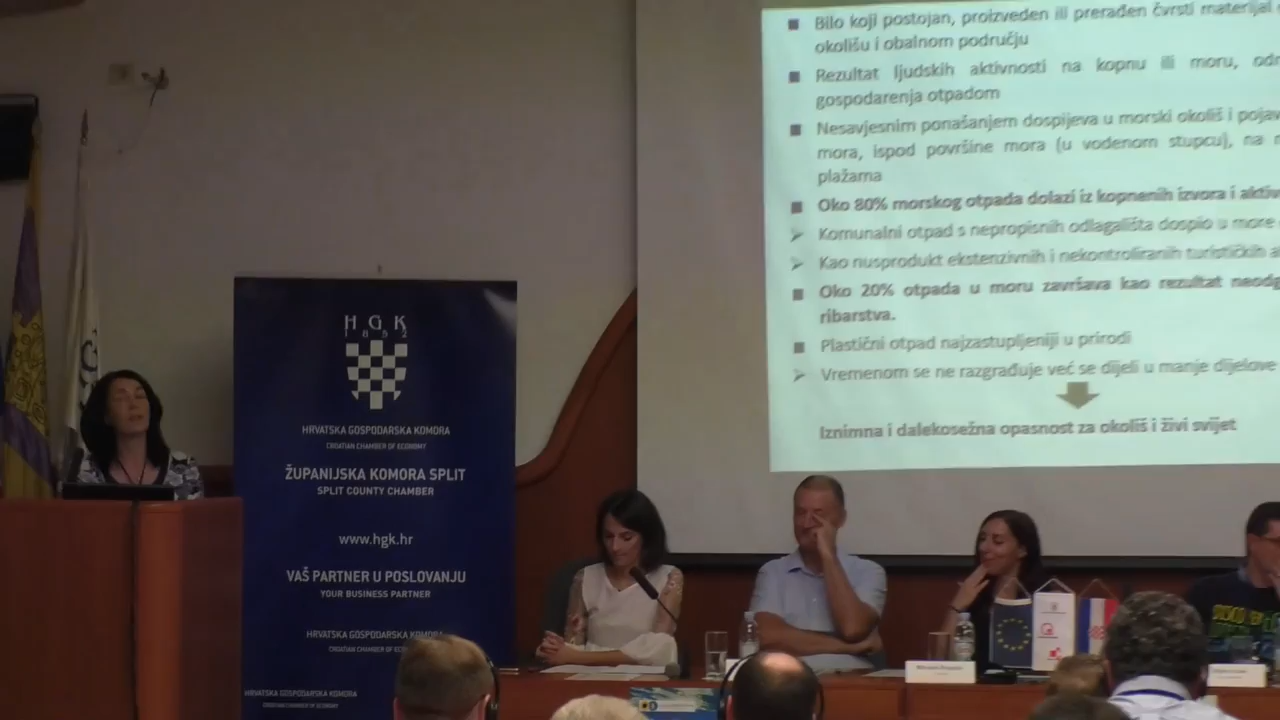 Bilo koji postojan, proizveden ili prerađen čvrsti materijal
okolišu i obalnom području
Rezultat ljudskih aktivnosti na kopnu ili moru,
gospodarenja otpadom
Nesavjesnim ponašanjem dospijeva u morski okoliš i
mora, ispod površine mora (u vodenom stupcu), na
plažama
Oko 80% morskog otpada dolazi iz kopnenih izvora i
Komunalni otpad s nepropisnih odlagališta dospio u more
Kao nusprodukt ekstenzivnih i nekontroliranih turističkih
Oko 20% otpada u moru završava kao rezultat
ribarstva.
Plastični otpad najzastupljeniji u prirodi
Vremenom se ne razgrađuje već se dijeli u manje dijelove
Iznimna i dalekosežna opasnost za okoliš i živi svijet
HGK
1852
HRVATSKA GOSPODARSKA KOMORA
CROATIAN CHAMBER OF ECONOMY
ŽUPANIJSKA KOMORA SPLIT
SPLIT COUNTY CHAMBER
www.hgk.hr
VAŠ PARTNER U POSLOVANJU
YOUR BUSINESS PARTNER
HRVATSKA GOSPODARSKA KOMORA
CROATIAN CHAMBER OF
HRVATSKA GOSPODARSKA KOMORA
CROATIAN CHAMBER OF ECONOMY